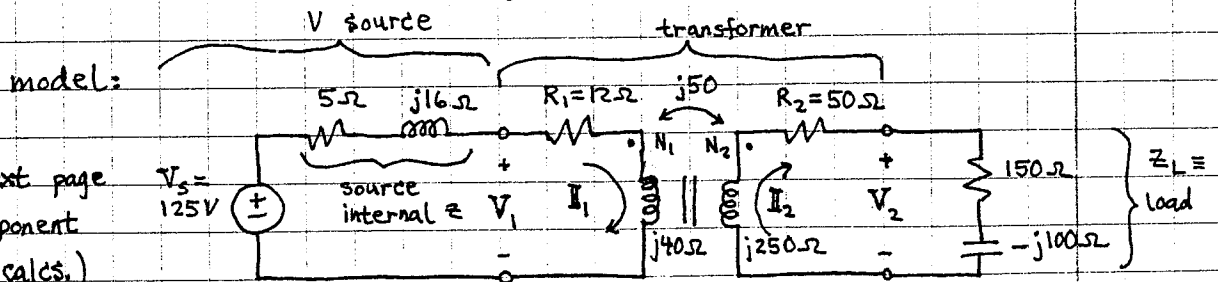 V source
transformer
model:
5Ω
j16Ω
R₁=12Ω
j50
R₂=50Ω
N₁
N₂
xt page
ponent
calcs.)
V_S =
125V
source
internal z
V₁
I₁
I₂
V₂
150Ω
Z_L ≡
load
j40Ω
j250Ω
-j100Ω
+
-
+
-